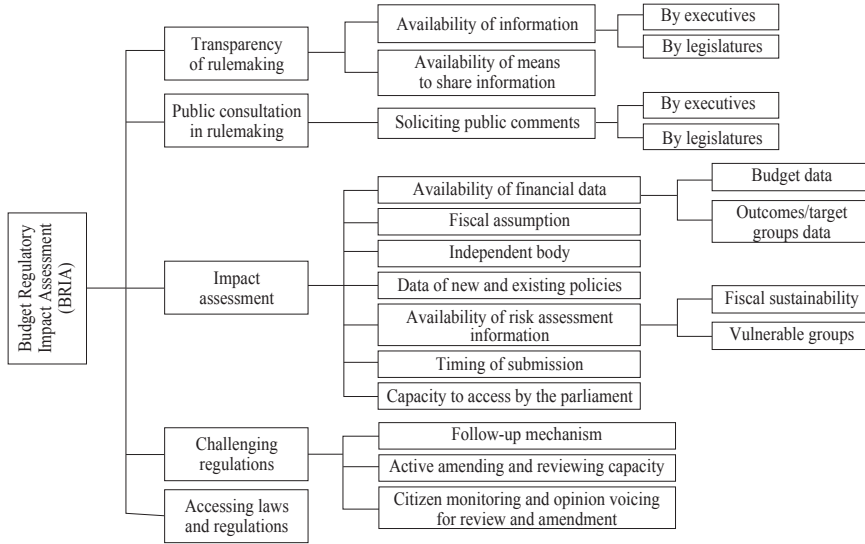 Budget Regulatory
Impact Assessment
(BRIA)
Transparency
of rulemaking
Availability of information
By executives
By legislatures
Availability of means
to share information
Public consultation
in rulemaking
Soliciting public comments
By executives
By legislatures
Impact
assessment
Availability of financial data
Budget data
Outcomes/target
groups data
Fiscal assumption
Independent body
Data of new and existing policies
Availability of risk assessment
information
Fiscal sustainability
Vulnerable groups
Timing of submission
Capacity to access by the parliament
Challenging
regulations
Follow-up mechanism
Active amending and reviewing capacity
Citizen monitoring and opinion voicing
for review and amendment
Accessing laws
and regulations